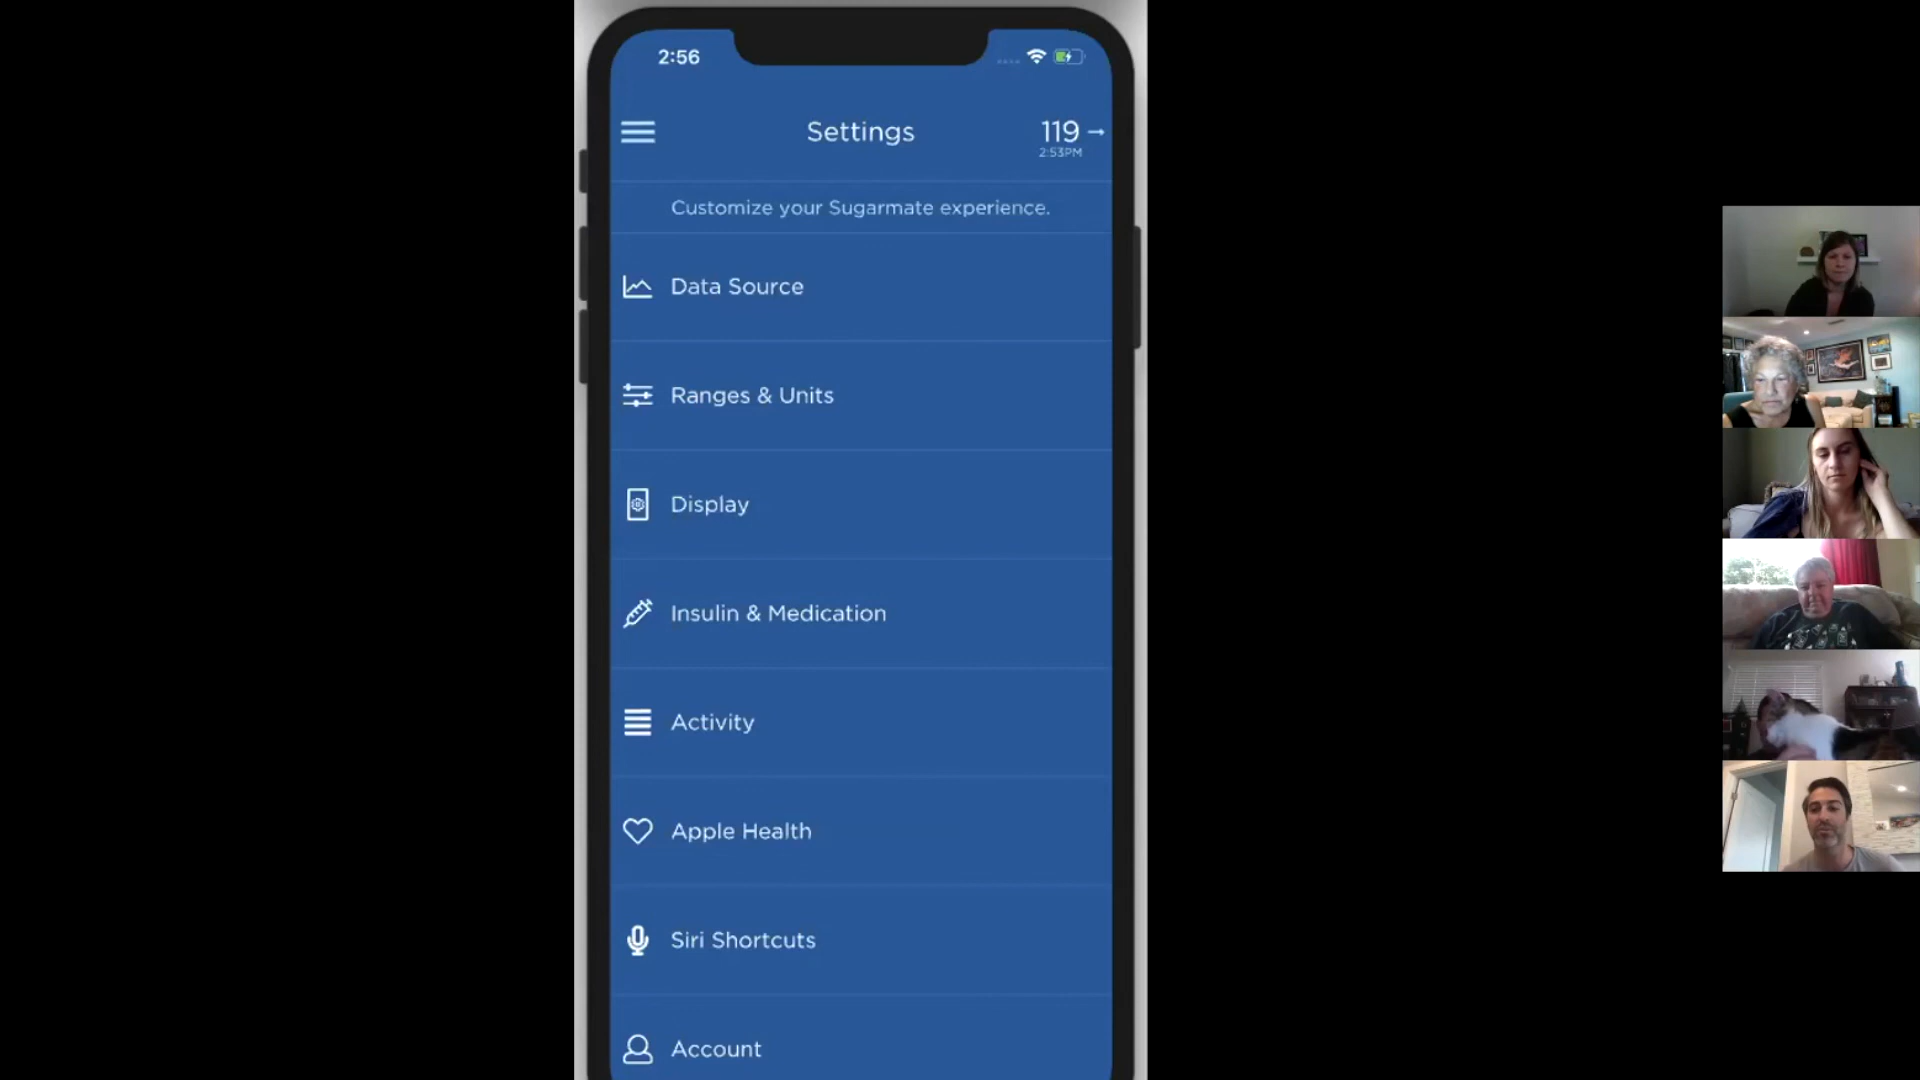 2:56
Settings
119 →
2:53PM
Customize your Sugarmate experience.
Data Source
Ranges & Units
Display
Insulin & Medication
Activity
Apple Health
Siri Shortcuts
Account